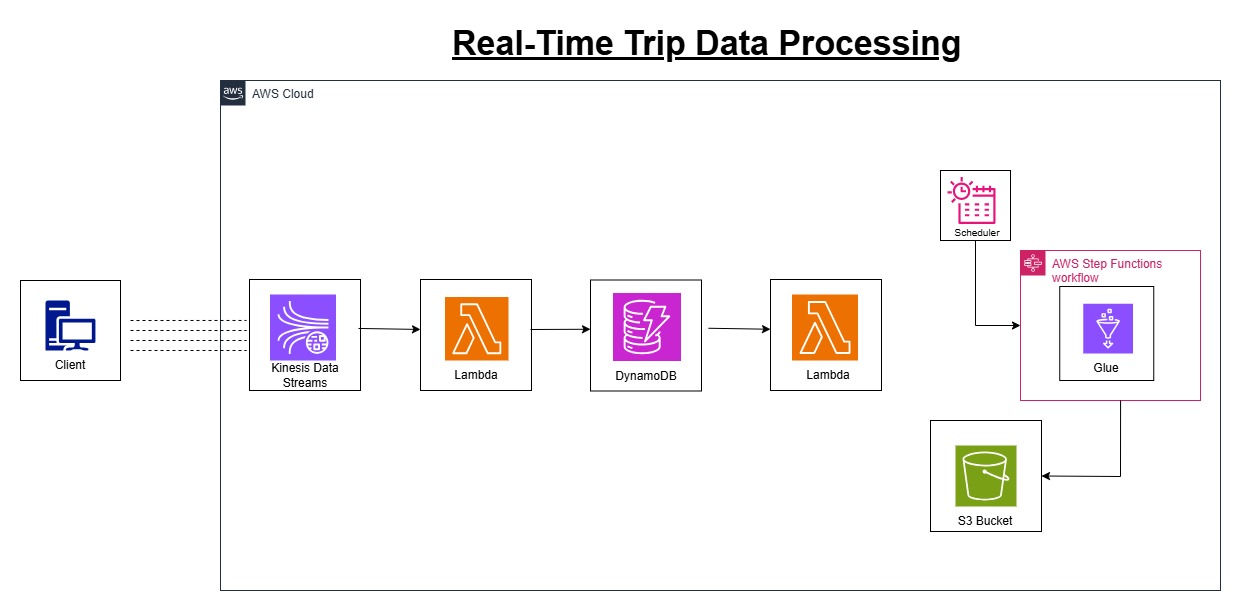 Real-Time Trip Data Processing
aws
AWS Cloud
Scheduler
AWS Step Functions
workflow
Client
Kinesis Data
Streams
Lambda
DynamoDB
Lambda
Glue
S3 Bucket